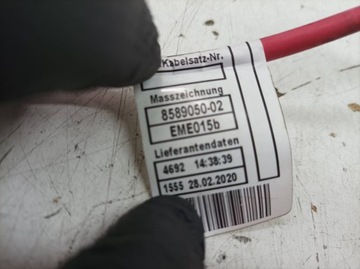 Kabelsatz-Nr.
Masszeichnung
8589050-02
EME015b
Lieferantendaten
4692 14:38:39
1555 28.02.2020